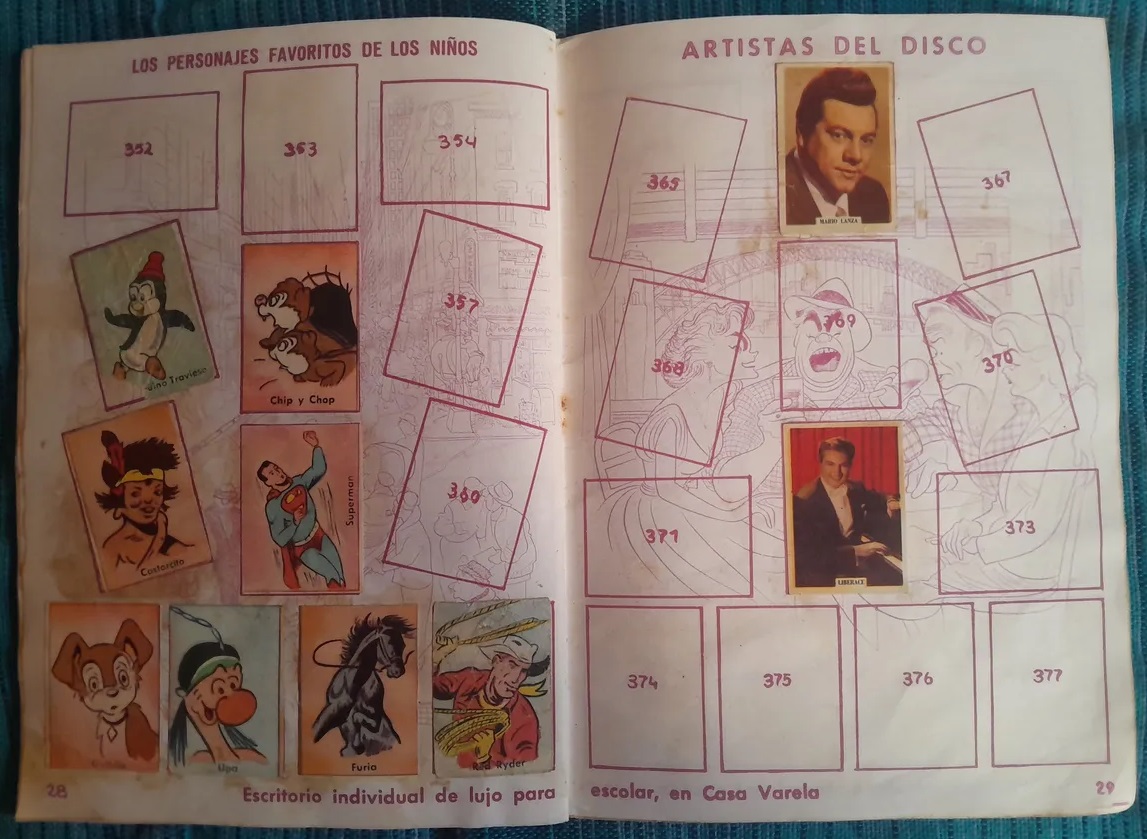 LOS PERSONAJES FAVORITOS DE LOS NIÑOS
352
353
354
ino Travieso
Chip y Chop
357
Castorcito
Superman
360
Upa
Furia
Red Ryder
28
Escritorio individual de lujo para
ARTISTAS DEL DISCO
365
MARIO LANZA
367
368
369
370
371
LIBERACE
373
374
375
376
377
escolar, en Casa Varela
29